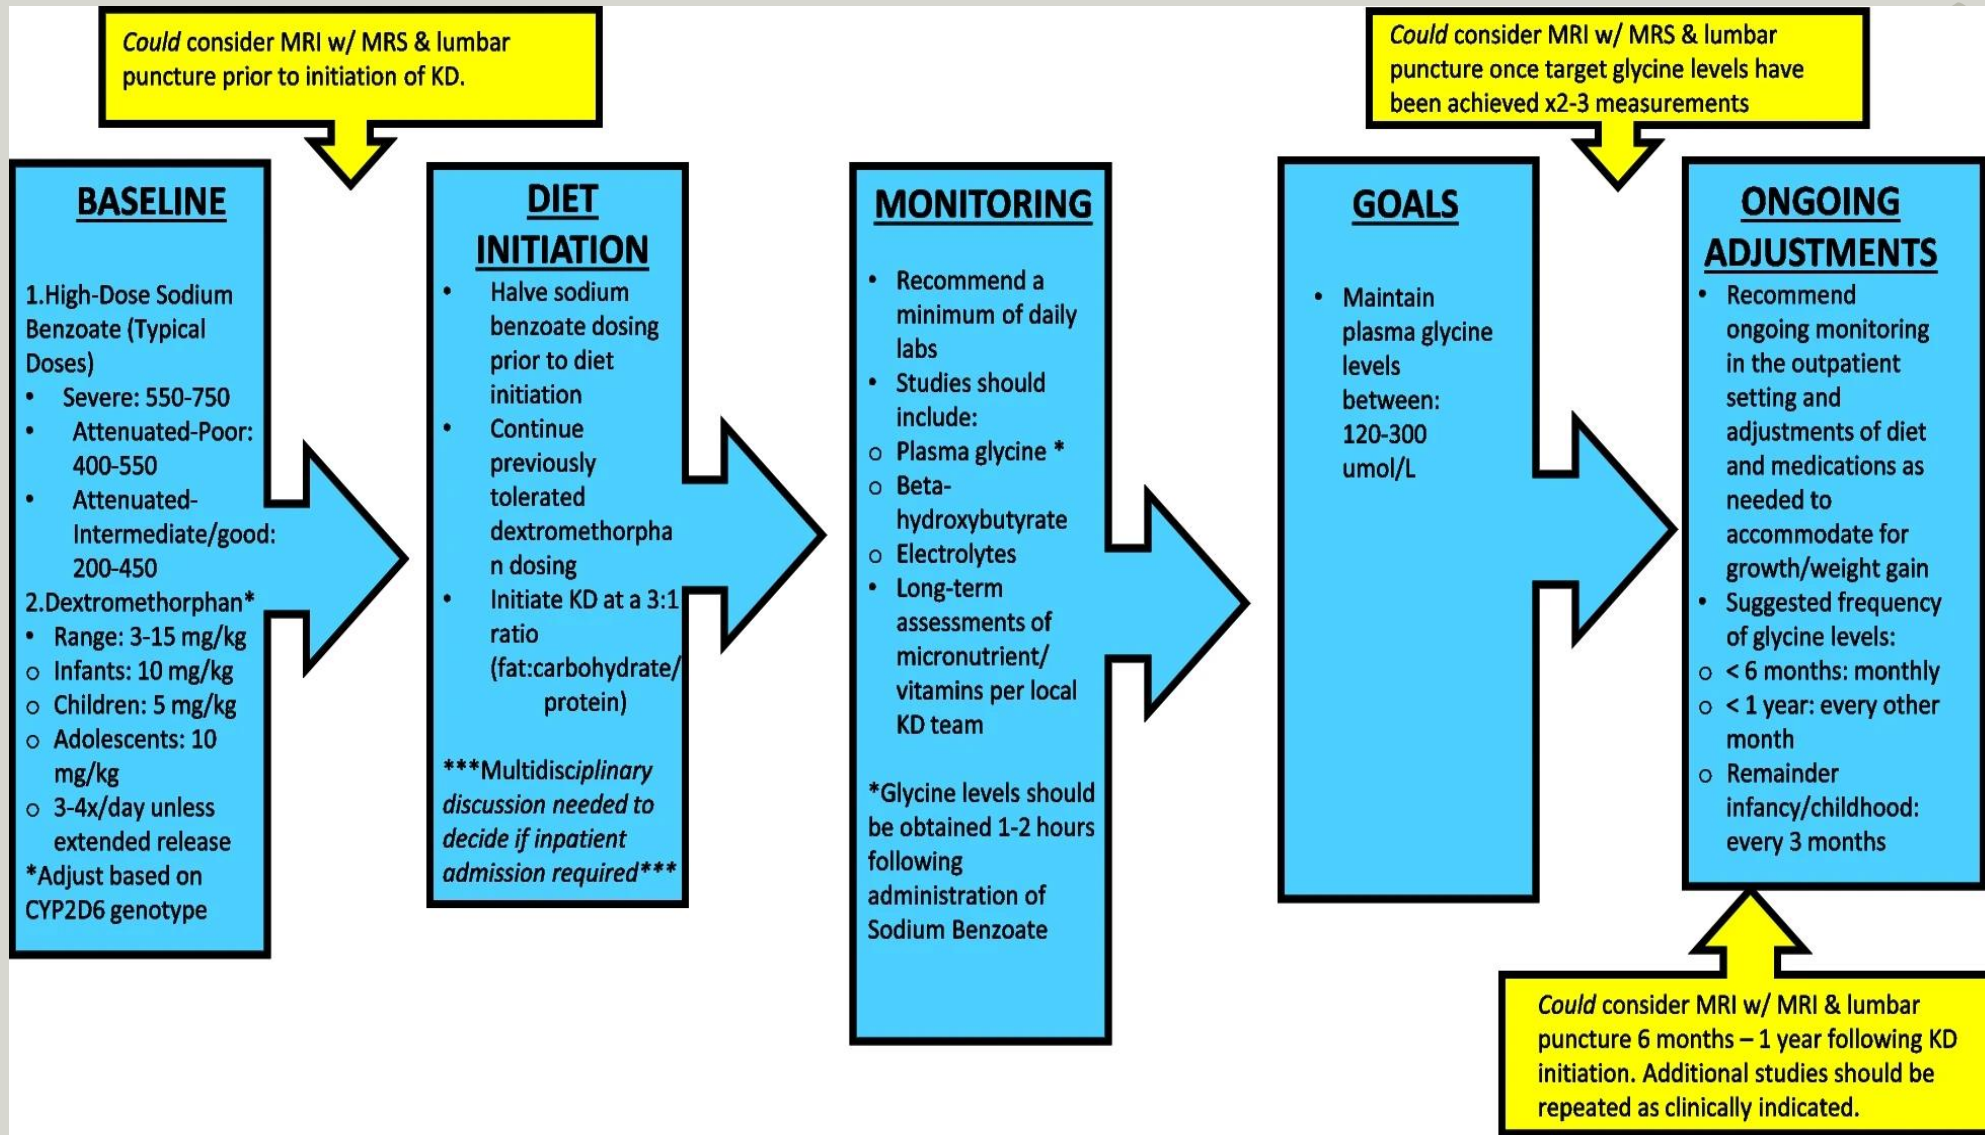 Could consider MRI w/ MRS & lumbar
puncture prior to initiation of KD.
Could consider MRI w/ MRS & lumbar
puncture once target glycine levels have
been achieved x2-3 measurements
BASELINE
1.High-Dose Sodium
Benzoate (Typical
Doses)
• Severe: 550-750
• Attenuated-Poor:
400-550
• Attenuated-
Intermediate/good:
200-450
2.Dextromethorphan*
• Range: 3-15 mg/kg
o Infants: 10 mg/kg
o Children: 5 mg/kg
o Adolescents: 10
mg/kg
o 3-4x/day unless
extended release
*Adjust based on
CYP2D6 genotype
DIET
INITIATION
• Halve sodium
benzoate dosing
prior to diet
initiation
• Continue
previously
tolerated
dextromethorpha
n dosing
• Initiate KD at a 3:1
ratio
(fat:carbohydrate/
protein)
***Multidisciplinary
discussion needed to
decide if inpatient
admission required***
MONITORING
• Recommend a
minimum of daily
labs
• Studies should
include:
o Plasma glycine *
o Beta-
hydroxybutyrate
o Electrolytes
• Long-term
assessments of
micronutrient/
vitamins per local
KD team
*Glycine levels should
be obtained 1-2 hours
following
administration of
Sodium Benzoate
GOALS
• Maintain
plasma glycine
levels
between:
120-300
umol/L
ONGOING
ADJUSTMENTS
• Recommend
ongoing monitoring
in the outpatient
setting and
adjustments of diet
and medications as
needed to
accommodate for
growth/weight gain
• Suggested frequency
of glycine levels:
o < 6 months: monthly
o < 1 year: every other
month
o Remainder
infancy/childhood:
every 3 months
Could consider MRI w/ MRI & lumbar
puncture 6 months – 1 year following KD
initiation. Additional studies should be
repeated as clinically indicated.